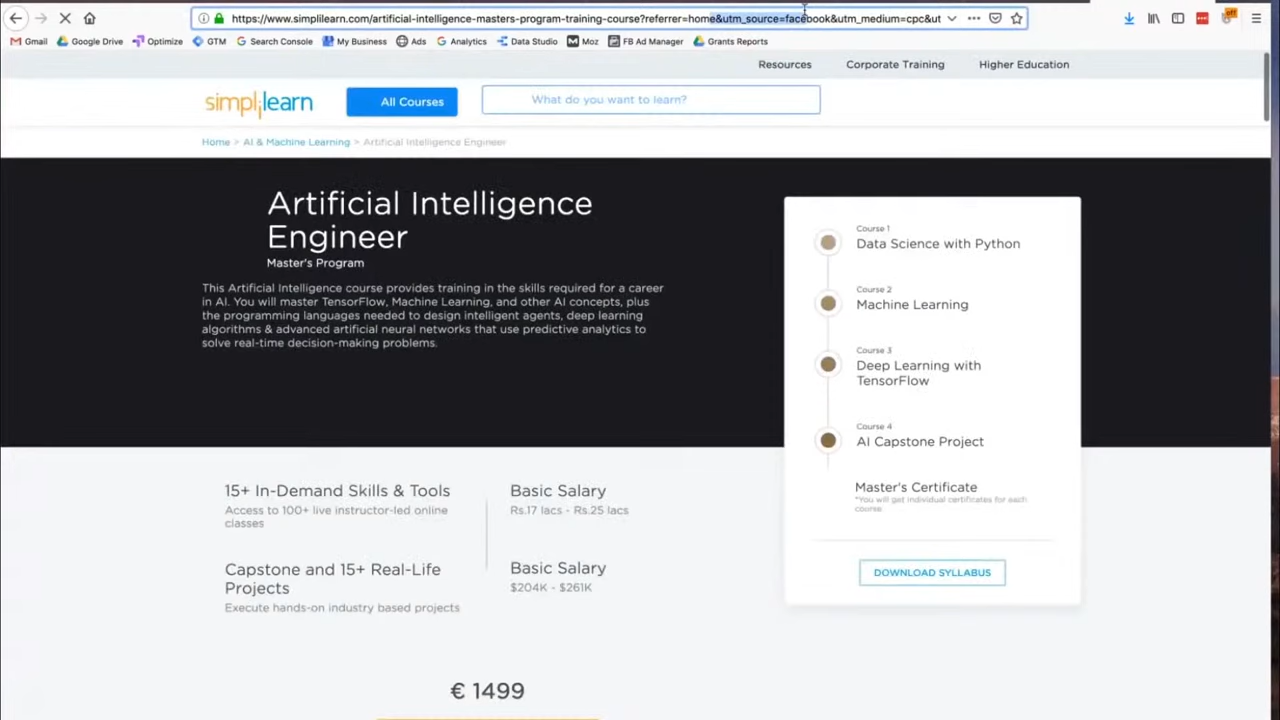 https://www.simplilearn.com/artificial-intelligence-masters-program-training-course?referrer=home&utm_source=facebook&utm_medium=cpc&ut
Gmail Google Drive Optimize GTM Search Console My Business Ads Analytics Data Studio Moz FB Ad Manager Grants Reports
Resources Corporate Training Higher Education
simplilearn All Courses What do you want to learn?
Home > AI & Machine Learning > Artificial Intelligence Engineer
Artificial Intelligence
Engineer
Master's Program
This Artificial Intelligence course provides training in the skills required for a career
in AI. You will master TensorFlow, Machine Learning, and other AI concepts, plus
the programming languages needed to design intelligent agents, deep learning
algorithms & advanced artificial neural networks that use predictive analytics to
solve real-time decision-making problems.
Course 1
Data Science with Python
Course 2
Machine Learning
Course 3
Deep Learning with
TensorFlow
Course 4
AI Capstone Project
Master's Certificate
*You will get individual certificates for each
course
DOWNLOAD SYLLABUS
15+ In-Demand Skills & Tools
Access to 100+ live instructor-led online
classes
Basic Salary
Rs.17 lacs - Rs.25 lacs
Capstone and 15+ Real-Life
Projects
Execute hands-on industry based projects
Basic Salary
$204K - $261K
€ 1499